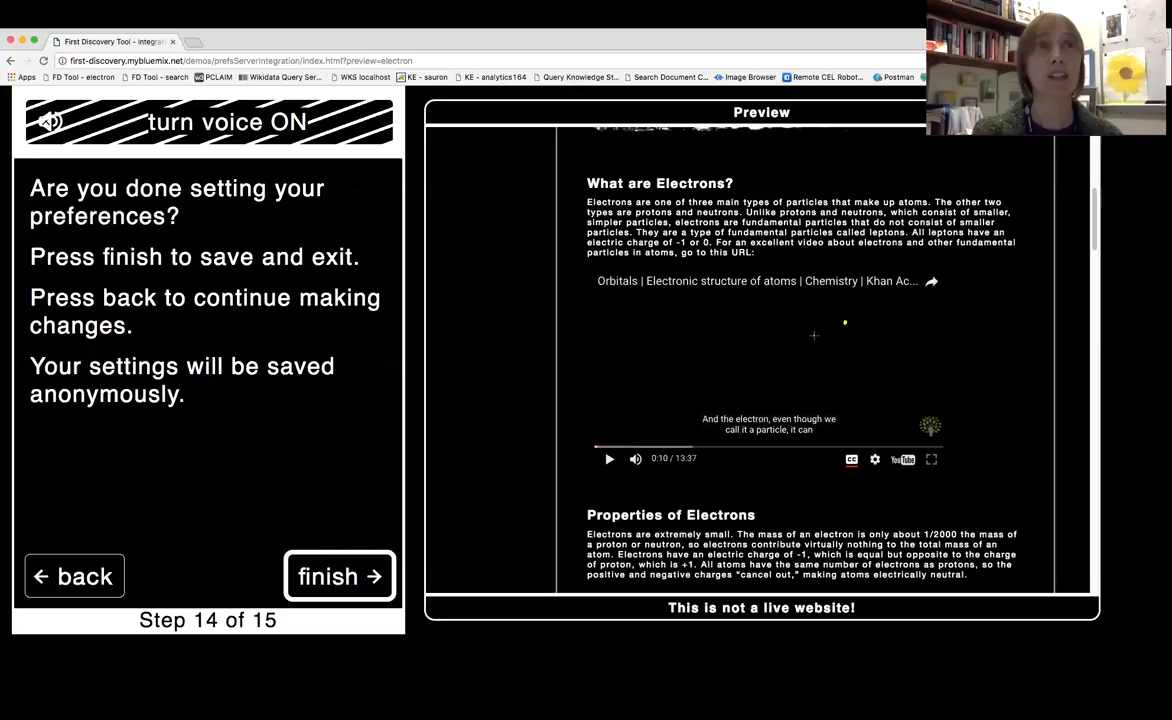 First Discovery Tool - Integra
first-discovery.mybluemix.net/demos/prefsServerIntegration/index.html?preview=electron
Apps FD Tool - electron FD Tool - search PCLAIM Wikidata Query Ser... WKS localhost KE - sauron KE - analytics164 Query Knowledge St... Search Document C... Image Browser Remote CEL Robot... Postman
turn voice ON
Are you done setting your
preferences?
Press finish to save and exit.
Press back to continue making
changes.
Your settings will be saved
anonymously.
← back
finish →
Step 14 of 15
Preview
What are Electrons?
Electrons are one of three main types of particles that make up atoms. The other two
types are protons and neutrons. Unlike protons and neutrons, which consist of smaller,
simpler particles, electrons are fundamental particles that do not consist of smaller
particles. They are a type of fundamental particles called leptons. All leptons have an
electric charge of -1 or 0. For an excellent video about electrons and other fundamental
particles in atoms, go to this URL:
Orbitals | Electronic structure of atoms | Chemistry | Khan Ac...
And the electron, even though we
call it a particle, it can
0:10 / 13:37
CC
YouTube
Properties of Electrons
Electrons are extremely small. The mass of an electron is only about 1/2000 the mass of
a proton or neutron, so electrons contribute virtually nothing to the total mass of an
atom. Electrons have an electric charge of -1, which is equal but opposite to the charge
of proton, which is +1. All atoms have the same number of electrons as protons, so the
positive and negative charges "cancel out," making atoms electrically neutral.
This is not a live website!